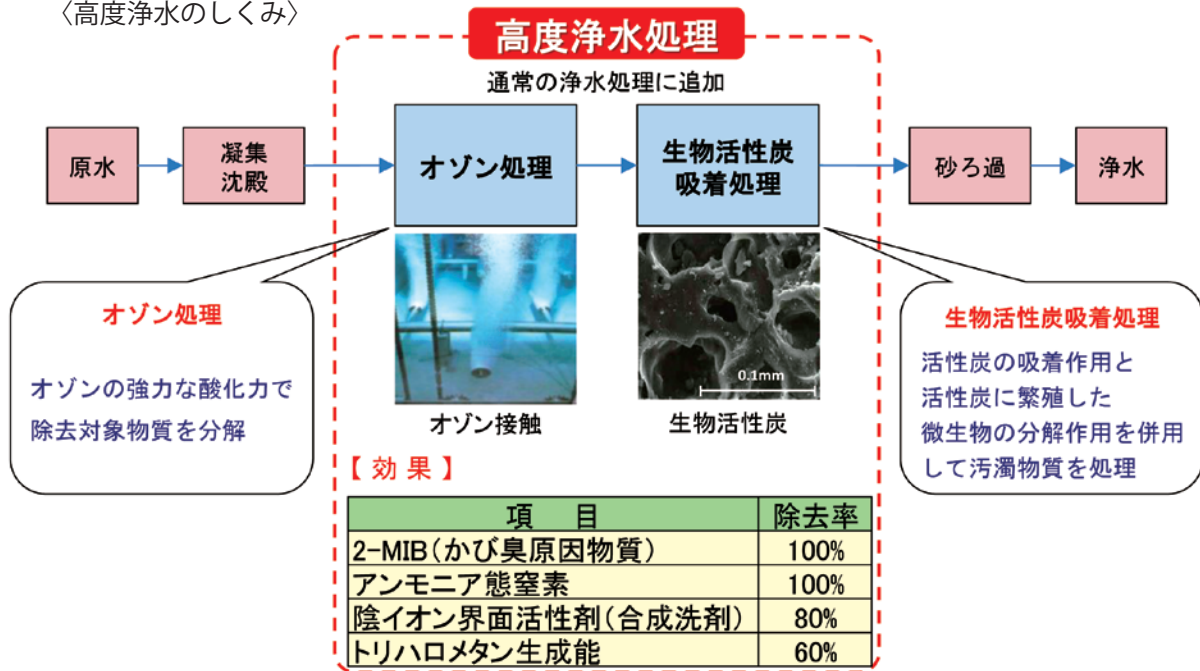 〈高度浄水のしくみ〉
高度浄水処理
通常の浄水処理に追加
原水
凝集
沈殿
オゾン処理
生物活性炭
吸着処理
砂ろ過
浄水
オゾン処理
オゾンの強力な酸化力で
除去対象物質を分解
オゾン接触
0.1mm
生物活性炭
生物活性炭吸着処理
活性炭の吸着作用と
活性炭に繁殖した
微生物の分解作用を併用
して汚濁物質を処理
【効果】
項　目 除去率
2-MIB(かび臭原因物質) 100%
アンモニア態窒素 100%
陰イオン界面活性剤(合成洗剤) 80%
トリハロメタン生成能 60%